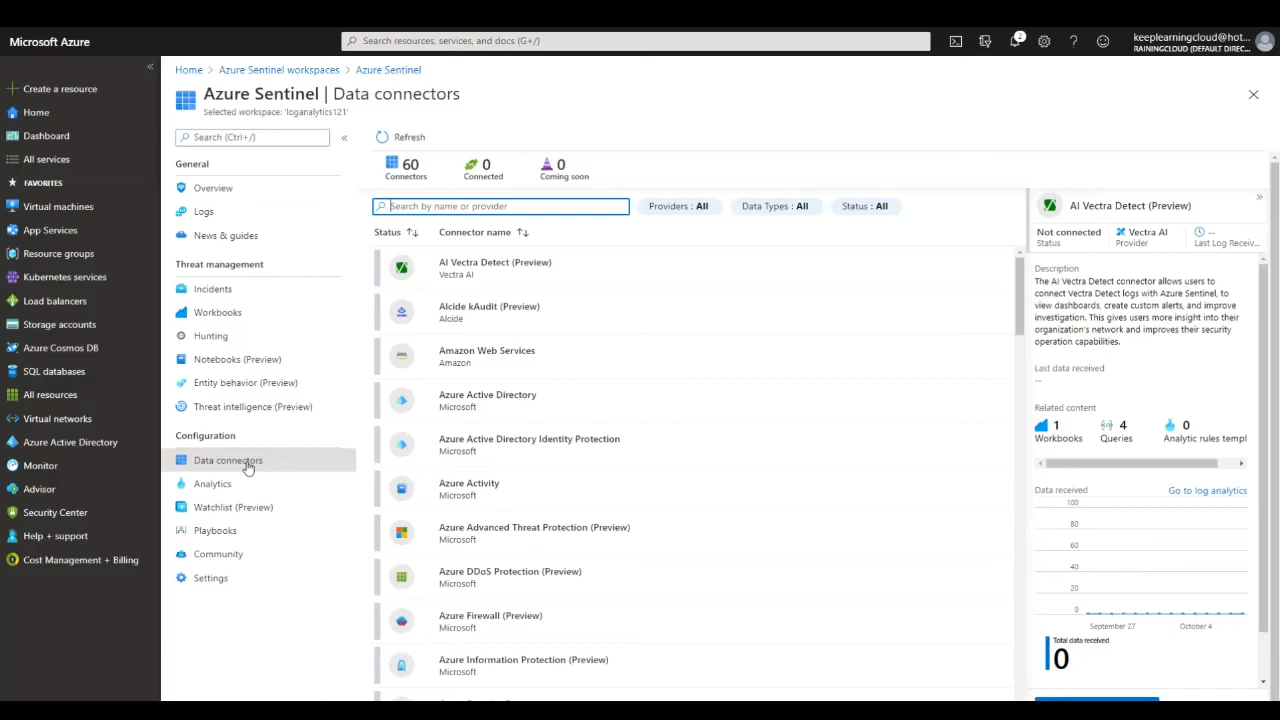 Microsoft Azure
Search resources, services, and docs (G+/)
2
keeplearningcloud@hot...
RAININGCLOUD (DEFAULT DIREC...
«
Create a resource
Home
Dashboard
All services
FAVORITES
Virtual machines
App Services
Resource groups
Kubernetes services
Load balancers
Storage accounts
Azure Cosmos DB
SQL databases
All resources
Virtual networks
Azure Active Directory
Monitor
Advisor
Security Center
Help + support
Cost Management + Billing
Home > Azure Sentinel workspaces > Azure Sentinel
Azure Sentinel | Data connectors
Selected workspace: 'loganalytics121'
Search (Ctrl+/)
«
General
Overview
Logs
News & guides
Threat management
Incidents
Workbooks
Hunting
Notebooks (Preview)
Entity behavior (Preview)
Threat intelligence (Preview)
Configuration
Data connectors
Analytics
Watchlist (Preview)
Playbooks
Community
Settings
Refresh
60
Connectors
0
Connected
0
Coming soon
Search by name or provider
Providers : All
Data Types : All
Status : All
Status ↑↓
Connector name ↑↓
AI Vectra Detect (Preview)
Vectra AI
Alcide kAudit (Preview)
Alcide
aws
Amazon Web Services
Amazon
Azure Active Directory
Microsoft
Azure Active Directory Identity Protection
Microsoft
Azure Activity
Microsoft
Azure Advanced Threat Protection (Preview)
Microsoft
Azure DDoS Protection (Preview)
Microsoft
Azure Firewall (Preview)
Microsoft
Azure Information Protection (Preview)
Microsoft
AI Vectra Detect (Preview)
»
Not connected
Status
Vectra AI
Provider
--
Last Log Receiv...
Description
The AI Vectra Detect connector allows users to
connect Vectra Detect logs with Azure Sentinel, to
view dashboards, create custom alerts, and improve
investigation. This gives users more insight into their
organization's network and improves their security
operation capabilities.
Last data received
--
Related content
1
Workbooks
4
Queries
0
Analytic rules templ
Data received
Go to log analytics
100
80
60
40
20
0
September 27
October 4
Total data received
0